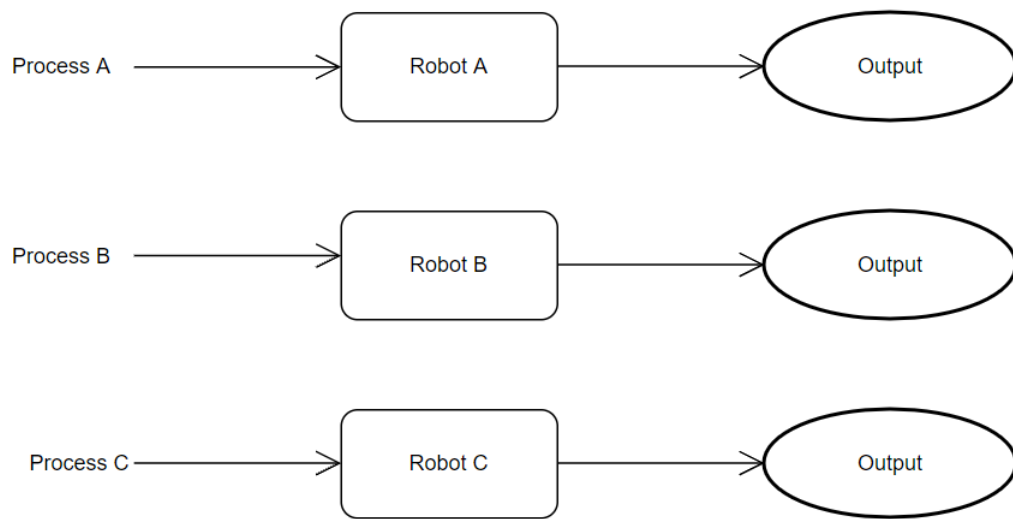 Process A
Robot A
Output
Process B
Robot B
Output
Process C
Robot C
Output